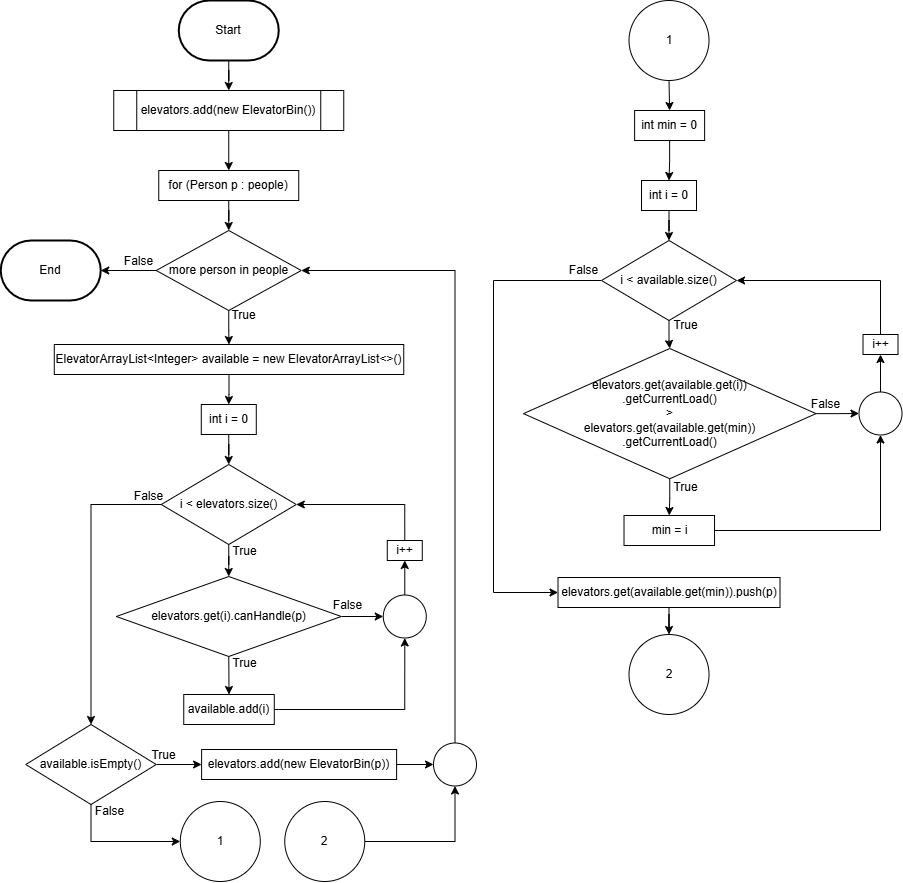 Start
elevators.add(new ElevatorBin())
for (Person p : people)
more person in people
False
End
True
ElevatorArrayList<Integer> available = new ElevatorArrayList<>()
int i = 0
i < elevators.size()
False
True
i++
elevators.get(i).canHandle(p)
False
True
available.add(i)
available.isEmpty()
True
elevators.add(new ElevatorBin(p))
False
1
2
1
int min = 0
int i = 0
i < available.size()
False
True
i++
elevators.get(available.get(i))
.getCurrentLoad()
>
elevators.get(available.get(min))
.getCurrentLoad()
False
True
min = i
elevators.get(available.get(min)).push(p)
2